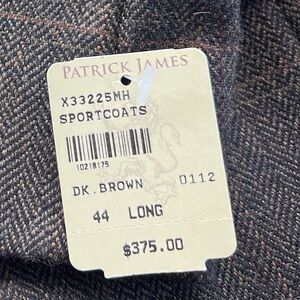 PATRICK JAMES
X33225MH
SPORTCOATS
10218175
DK.BROWN 0112
44 LONG
$375.00